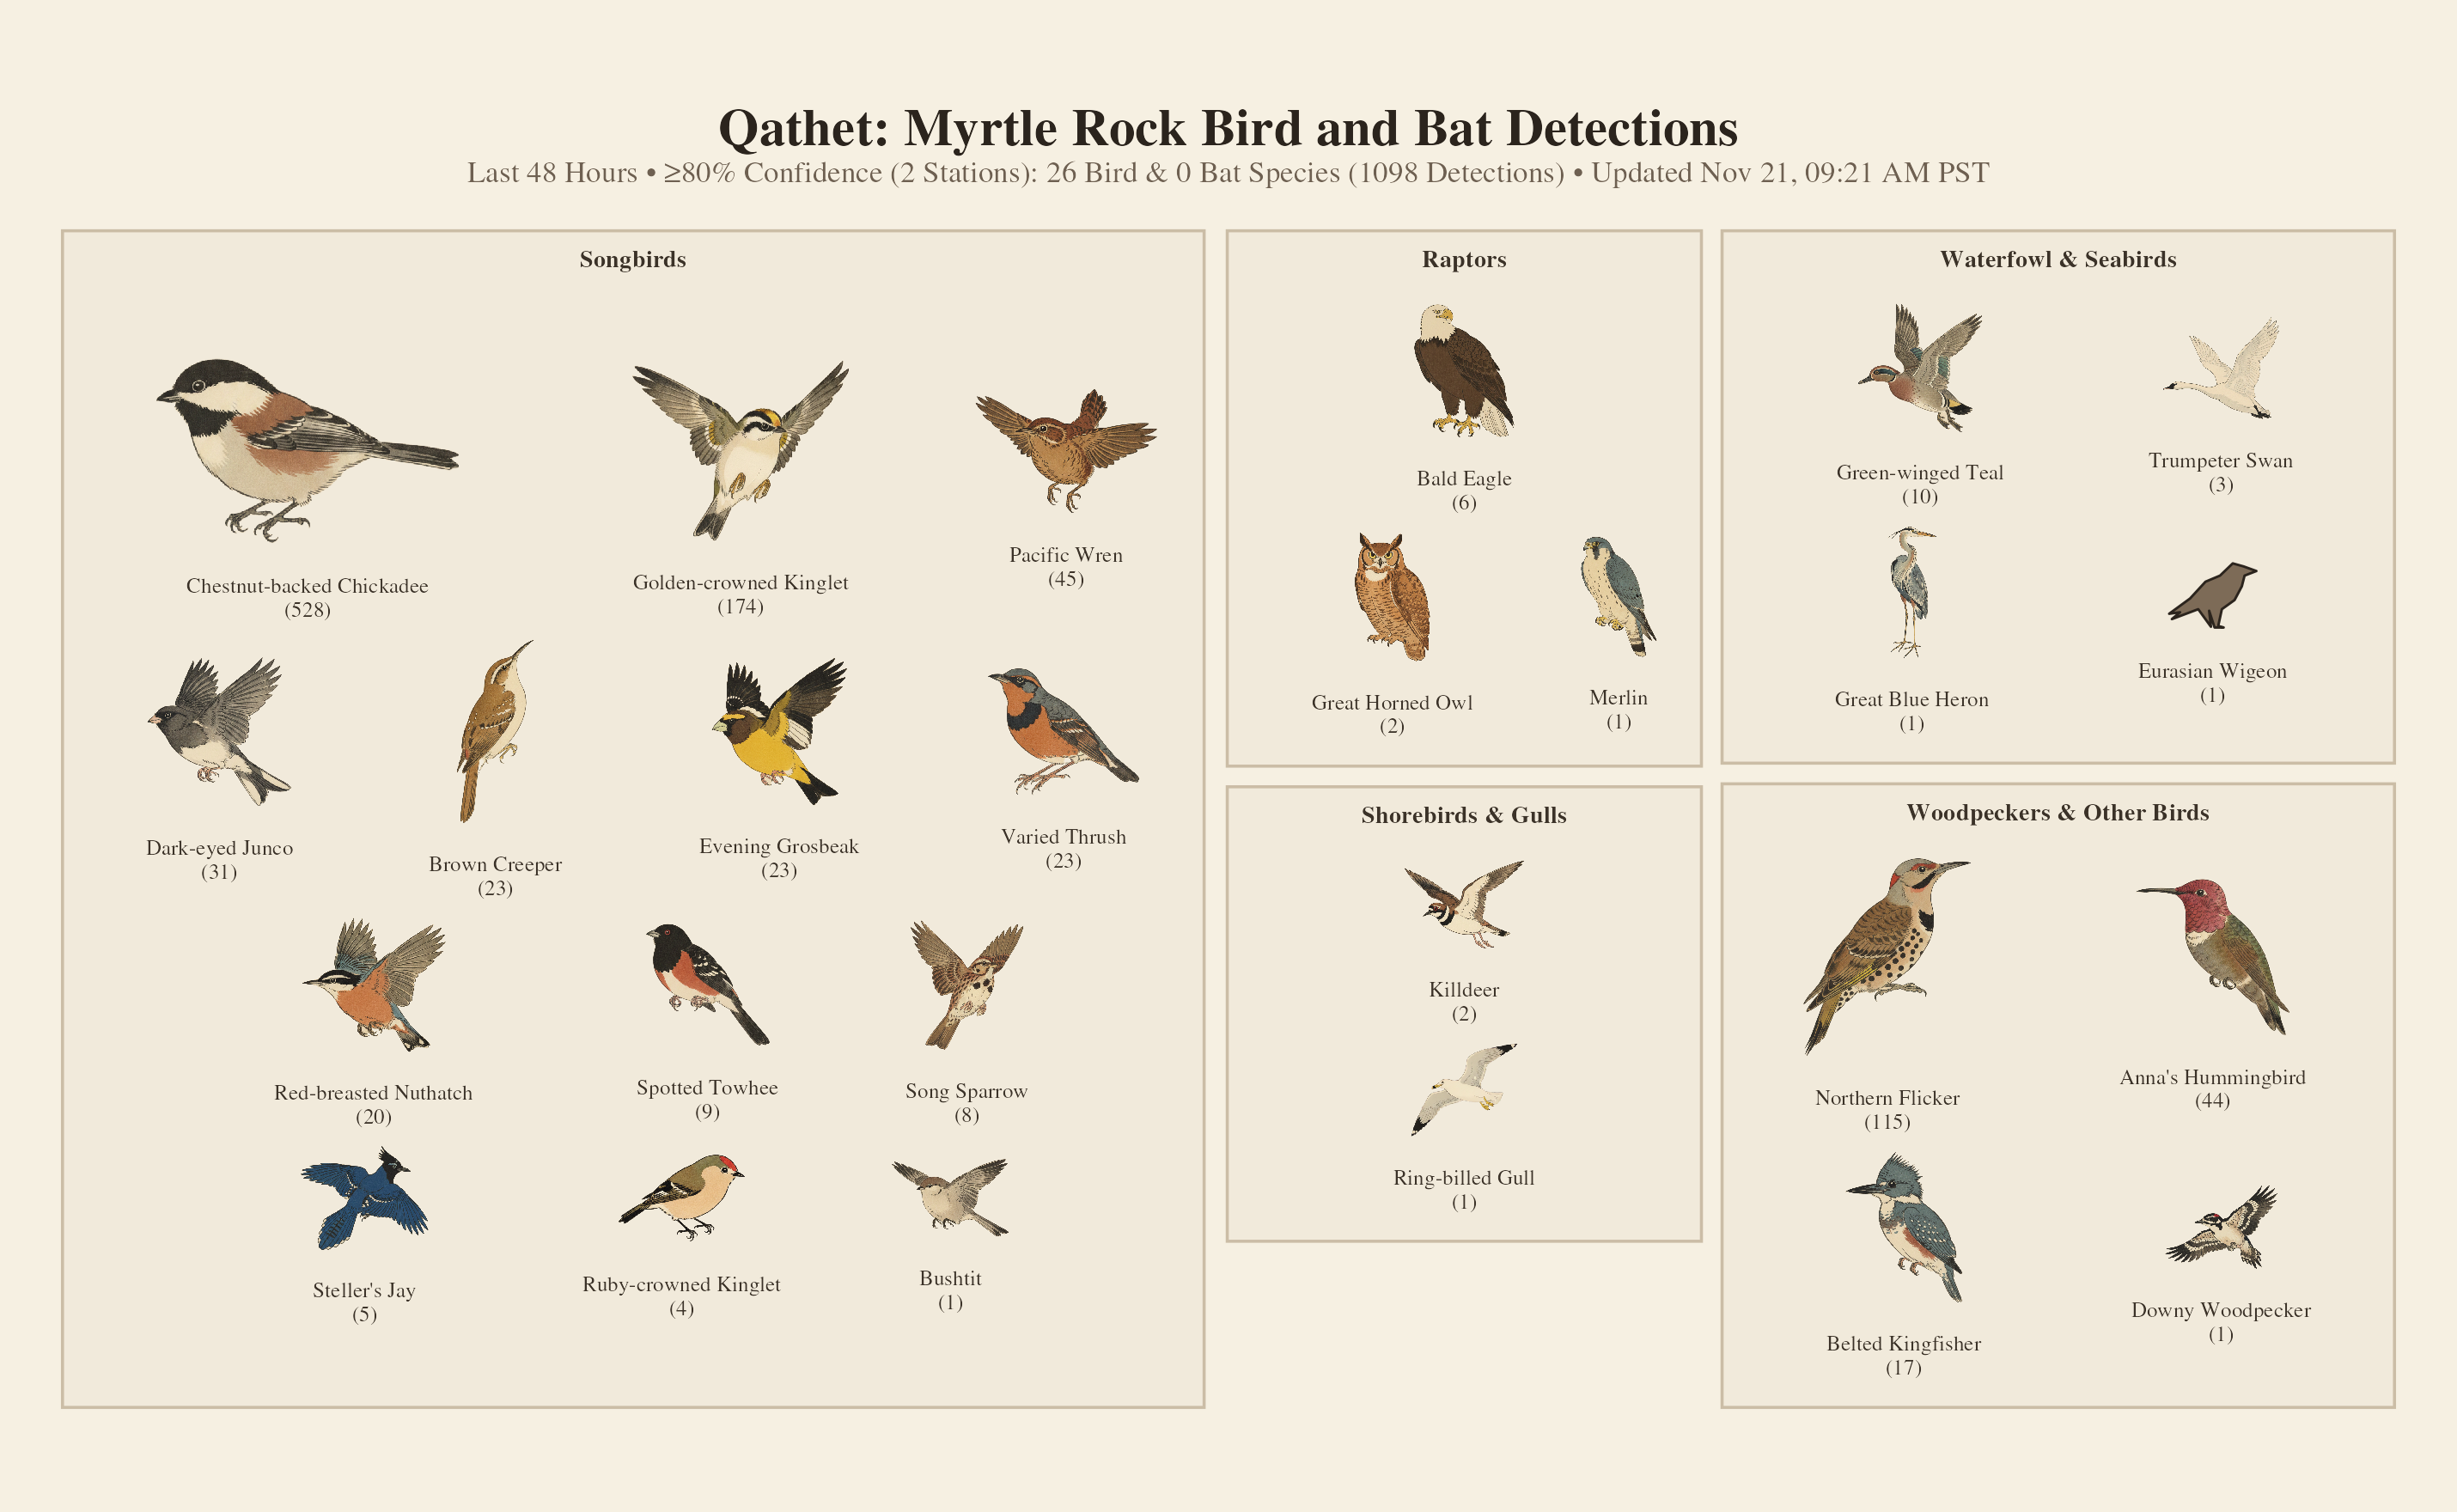 Qathet: Myrtle Rock Bird and Bat Detections
Last 48 Hours • ≥80% Confidence (2 Stations): 26 Bird & 0 Bat Species (1098 Detections) • Updated Nov 21, 09:21 AM PST
Songbirds
Chestnut-backed Chickadee
(528)
Golden-crowned Kinglet
(174)
Pacific Wren
(45)
Dark-eyed Junco
(31)
Brown Creeper
(23)
Evening Grosbeak
(23)
Varied Thrush
(23)
Red-breasted Nuthatch
(20)
Spotted Towhee
(9)
Song Sparrow
(8)
Steller's Jay
(5)
Ruby-crowned Kinglet
(4)
Bushtit
(1)
Raptors
Bald Eagle
(6)
Great Horned Owl
(2)
Merlin
(1)
Waterfowl & Seabirds
Green-winged Teal
(10)
Trumpeter Swan
(3)
Great Blue Heron
(1)
Eurasian Wigeon
(1)
Shorebirds & Gulls
Killdeer
(2)
Ring-billed Gull
(1)
Woodpeckers & Other Birds
Northern Flicker
(115)
Anna's Hummingbird
(44)
Belted Kingfisher
(17)
Downy Woodpecker
(1)